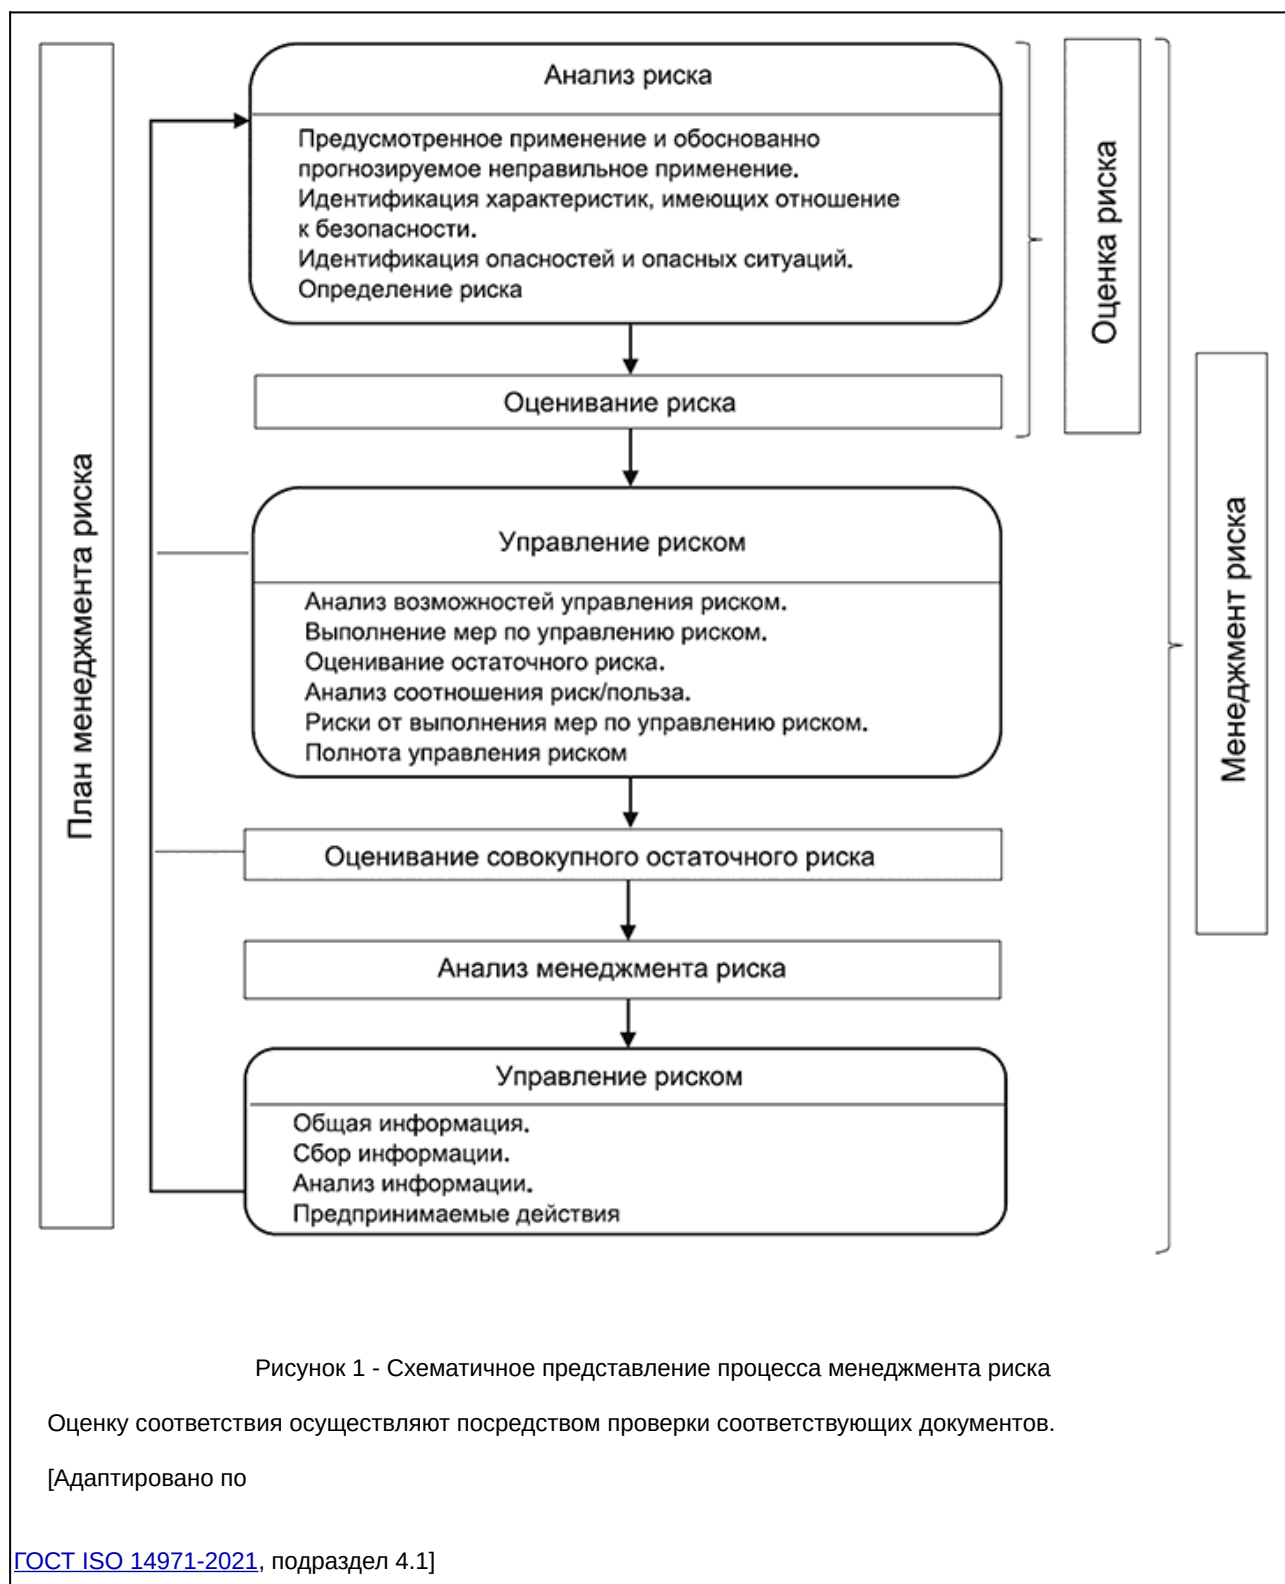 План менеджмента риска
Анализ риска
Предусмотренное применение и обоснованно
прогнозируемое неправильное применение.
Идентификация характеристик, имеющих отношение
к безопасности.
Идентификация опасностей и опасных ситуаций.
Определение риска
Оценивание риска
Оценка риска
Менеджмент риска
Управление риском
Анализ возможностей управления риском.
Выполнение мер по управлению риском.
Оценивание остаточного риска.
Анализ соотношения риск/польза.
Риски от выполнения мер по управлению риском.
Полнота управления риском
Оценивание совокупного остаточного риска
Анализ менеджмента риска
Управление риском
Общая информация.
Сбор информации.
Анализ информации.
Предпринимаемые действия
Рисунок 1 - Схематичное представление процесса менеджмента риска
Оценку соответствия осуществляют посредством проверки соответствующих документов.
[Адаптировано по
ГОСТ ISO 14971-2021, подраздел 4.1]